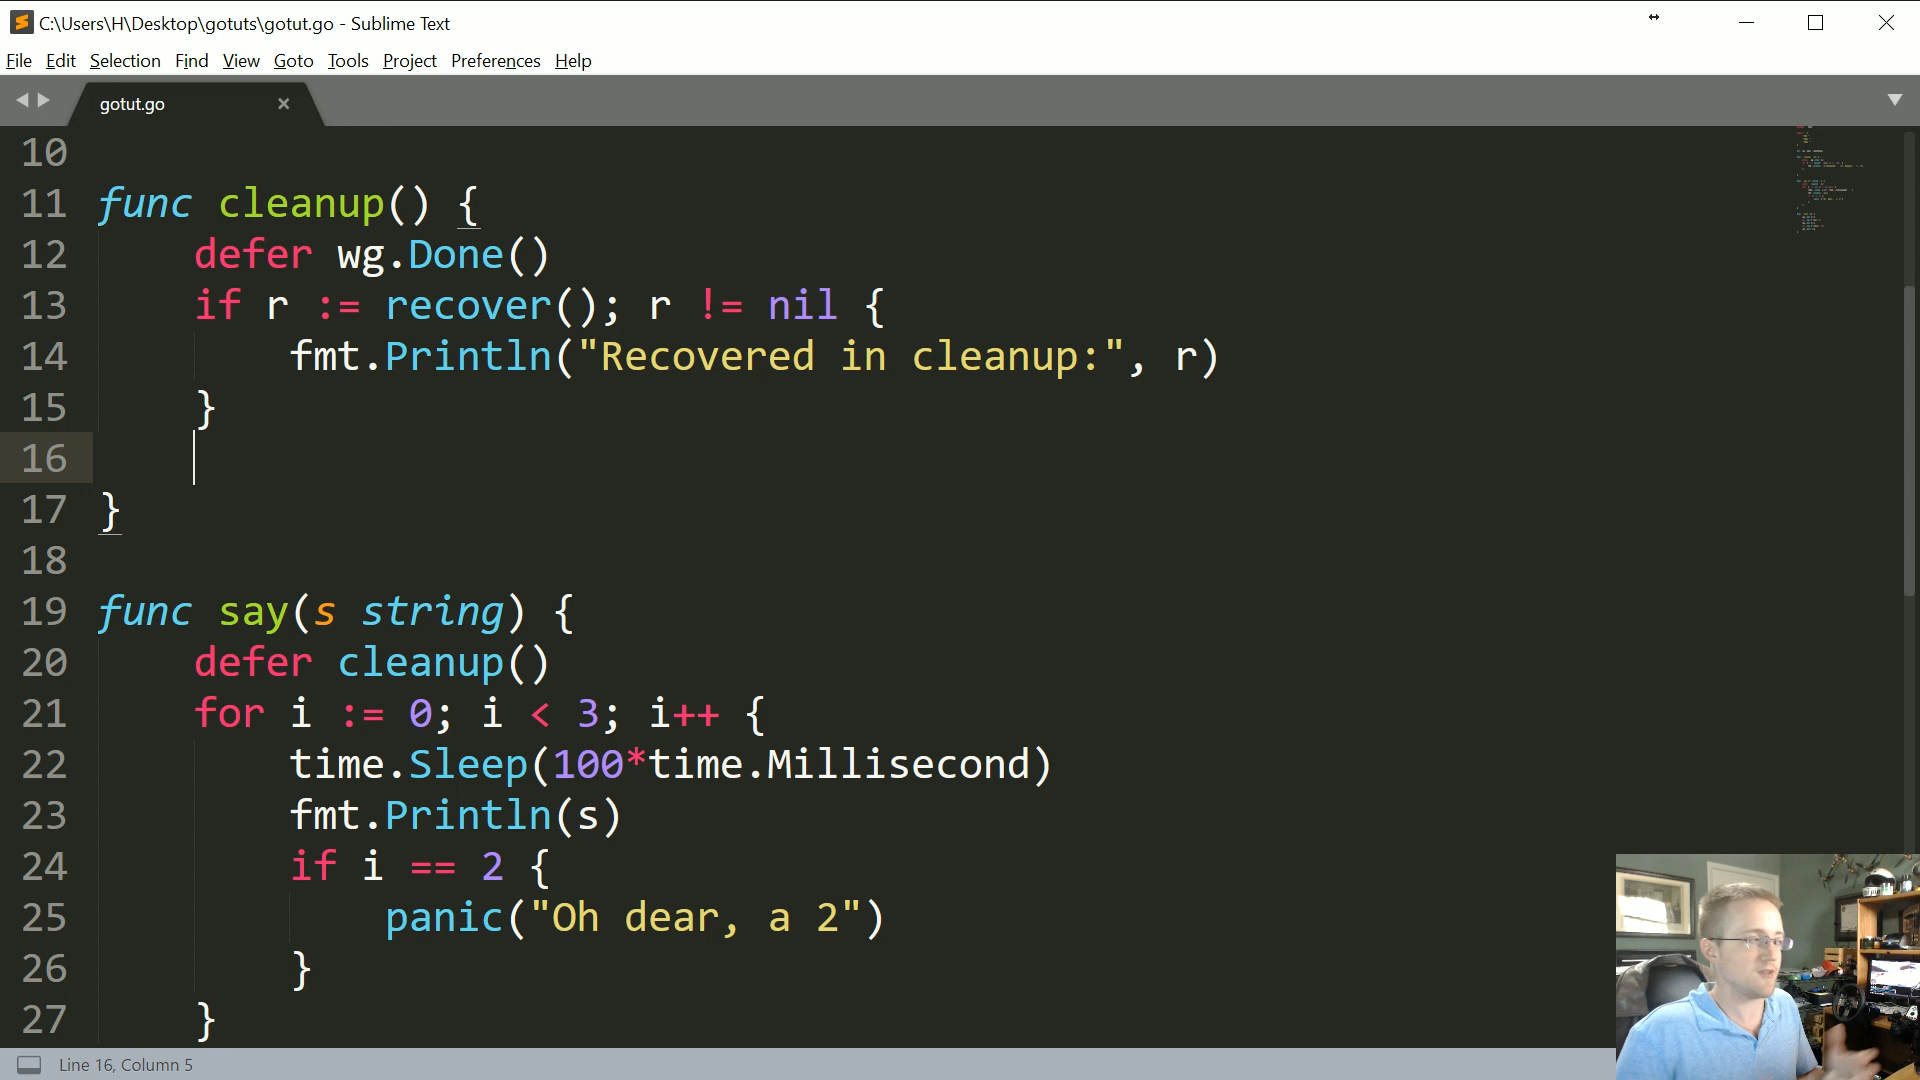 C:\Users\H\Desktop\gotuts\gotut.go - Sublime Text
File Edit Selection Find View Goto Tools Project Preferences Help
gotut.go
10
11 func cleanup() {
12 defer wg.Done()
13 if r := recover(); r != nil {
14 fmt.Println("Recovered in cleanup:", r)
15 }
16
17 }
18
19 func say(s string) {
20 defer cleanup()
21 for i := 0; i < 3; i++ {
22 time.Sleep(100*time.Millisecond)
23 fmt.Println(s)
24 if i == 2 {
25 panic("Oh dear, a 2")
26 }
27 }
Line 16, Column 5